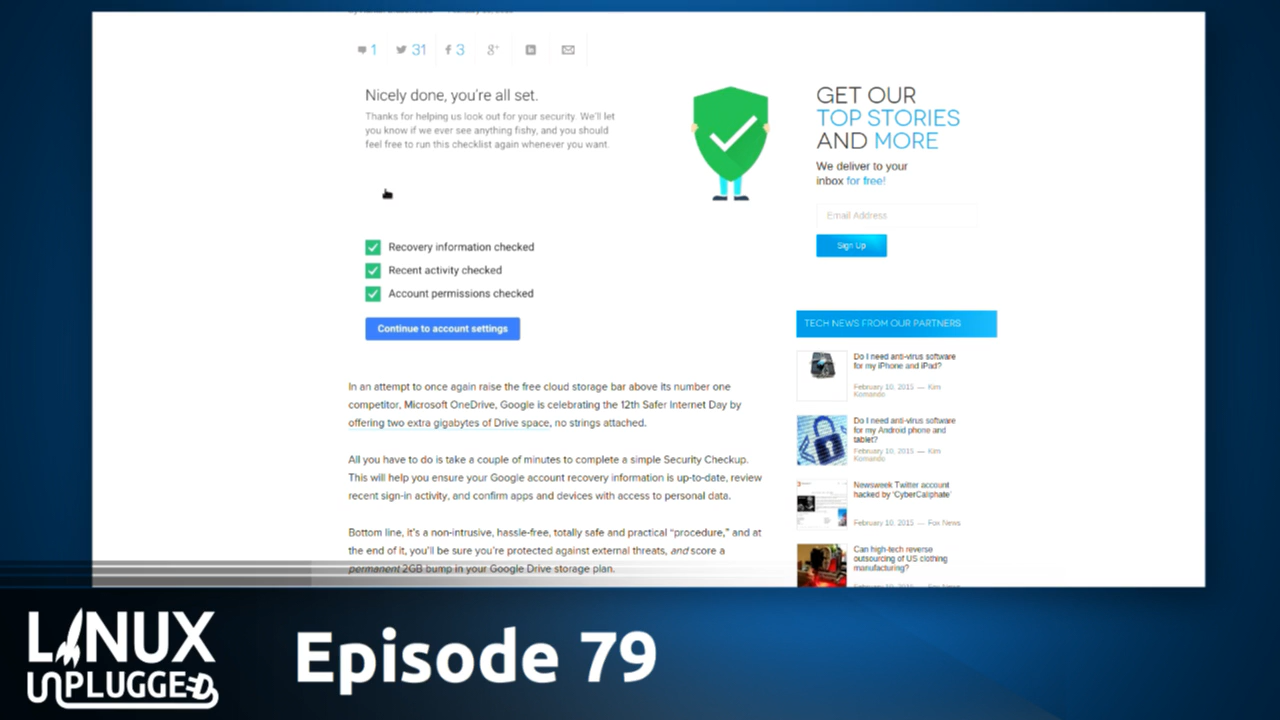 1 31 3 g+
Nicely done, you're all set.
Thanks for helping us look out for your security. We'll let
you know if we ever see anything fishy, and you should
feel free to run this checklist again whenever you want.
Recovery information checked
Recent activity checked
Account permissions checked
Continue to account settings
In an attempt to once again raise the free cloud storage bar above its number one
competitor, Microsoft OneDrive, Google is celebrating the 12th Safer Internet Day by
offering two extra gigabytes of Drive space, no strings attached.
All you have to do is take a couple of minutes to complete a simple Security Checkup.
This will help you ensure your Google account recovery information is up-to-date, review
recent sign-in activity, and confirm apps and devices with access to personal data.
Bottom line, it's a non-intrusive, hassle-free, totally safe and practical “procedure,” and at
the end of it, you'll be sure you're protected against external threats, and score a
permanent 2GB bump in your Google Drive storage plan.
GET OUR
TOP STORIES
AND MORE
We deliver to your
inbox for free!
Email Address
Sign Up
TECH NEWS FROM OUR PARTNERS
Do I need anti-virus software
for my iPhone and iPad?
February 10, 2015 — Kim
Komando
Do I need anti-virus software
for my Android phone and
tablet?
February 10, 2015 — Kim
Komando
Newsweek Twitter account
hacked by 'CyberCaliphate'
February 10, 2015 — Fox News
Can high-tech reverse
outsourcing of US clothing
manufacturing?
LINUX
UNPLUGGED
Episode 79